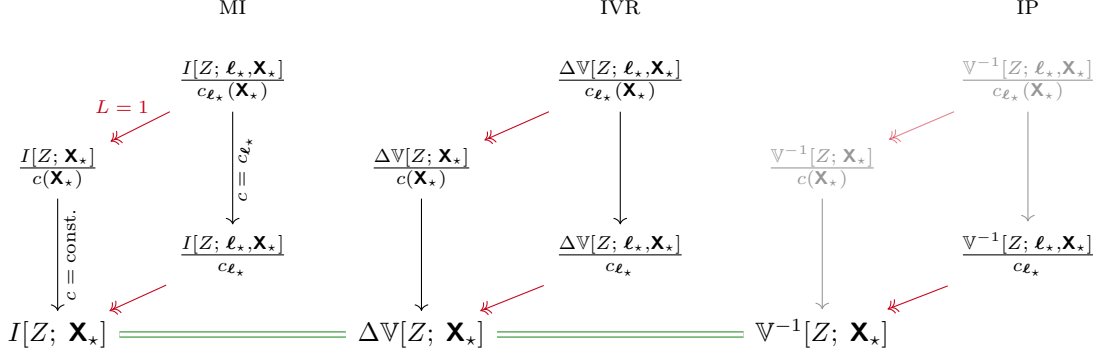 MI IVR IP
I[Z; ℓ⋆,X⋆] / c_ℓ⋆(X⋆) ΔV[Z; ℓ⋆,X⋆] / c_ℓ⋆(X⋆) V⁻¹[Z; ℓ⋆,X⋆] / c_ℓ⋆(X⋆)
L = 1
I[Z; X⋆] / c(X⋆) ΔV[Z; X⋆] / c(X⋆) V⁻¹[Z; X⋆] / c(X⋆)
c = c_ℓ⋆
c = const.
I[Z; ℓ⋆,X⋆] / c_ℓ⋆ ΔV[Z; ℓ⋆,X⋆] / c_ℓ⋆ V⁻¹[Z; ℓ⋆,X⋆] / c_ℓ⋆
I[Z; X⋆] ΔV[Z; X⋆] V⁻¹[Z; X⋆]